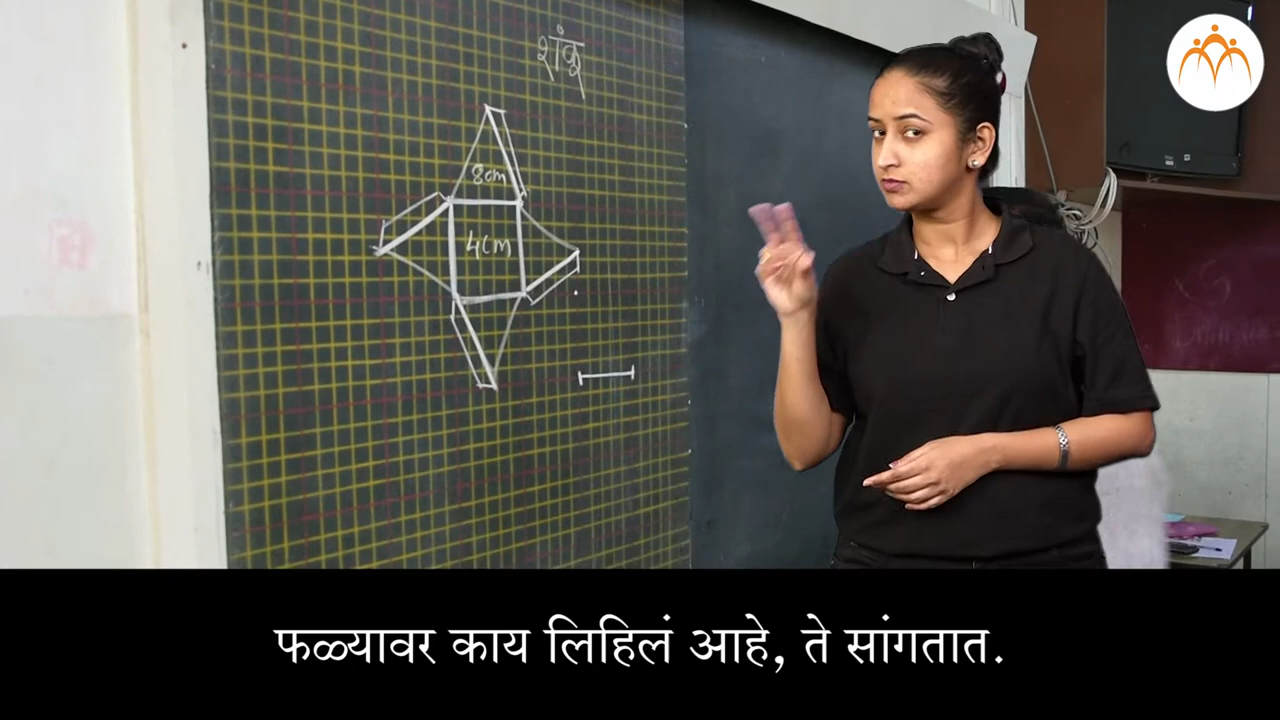 शंकू
8cm
4cm
फळ्यावर काय लिहिलं आहे, ते सांगतात.